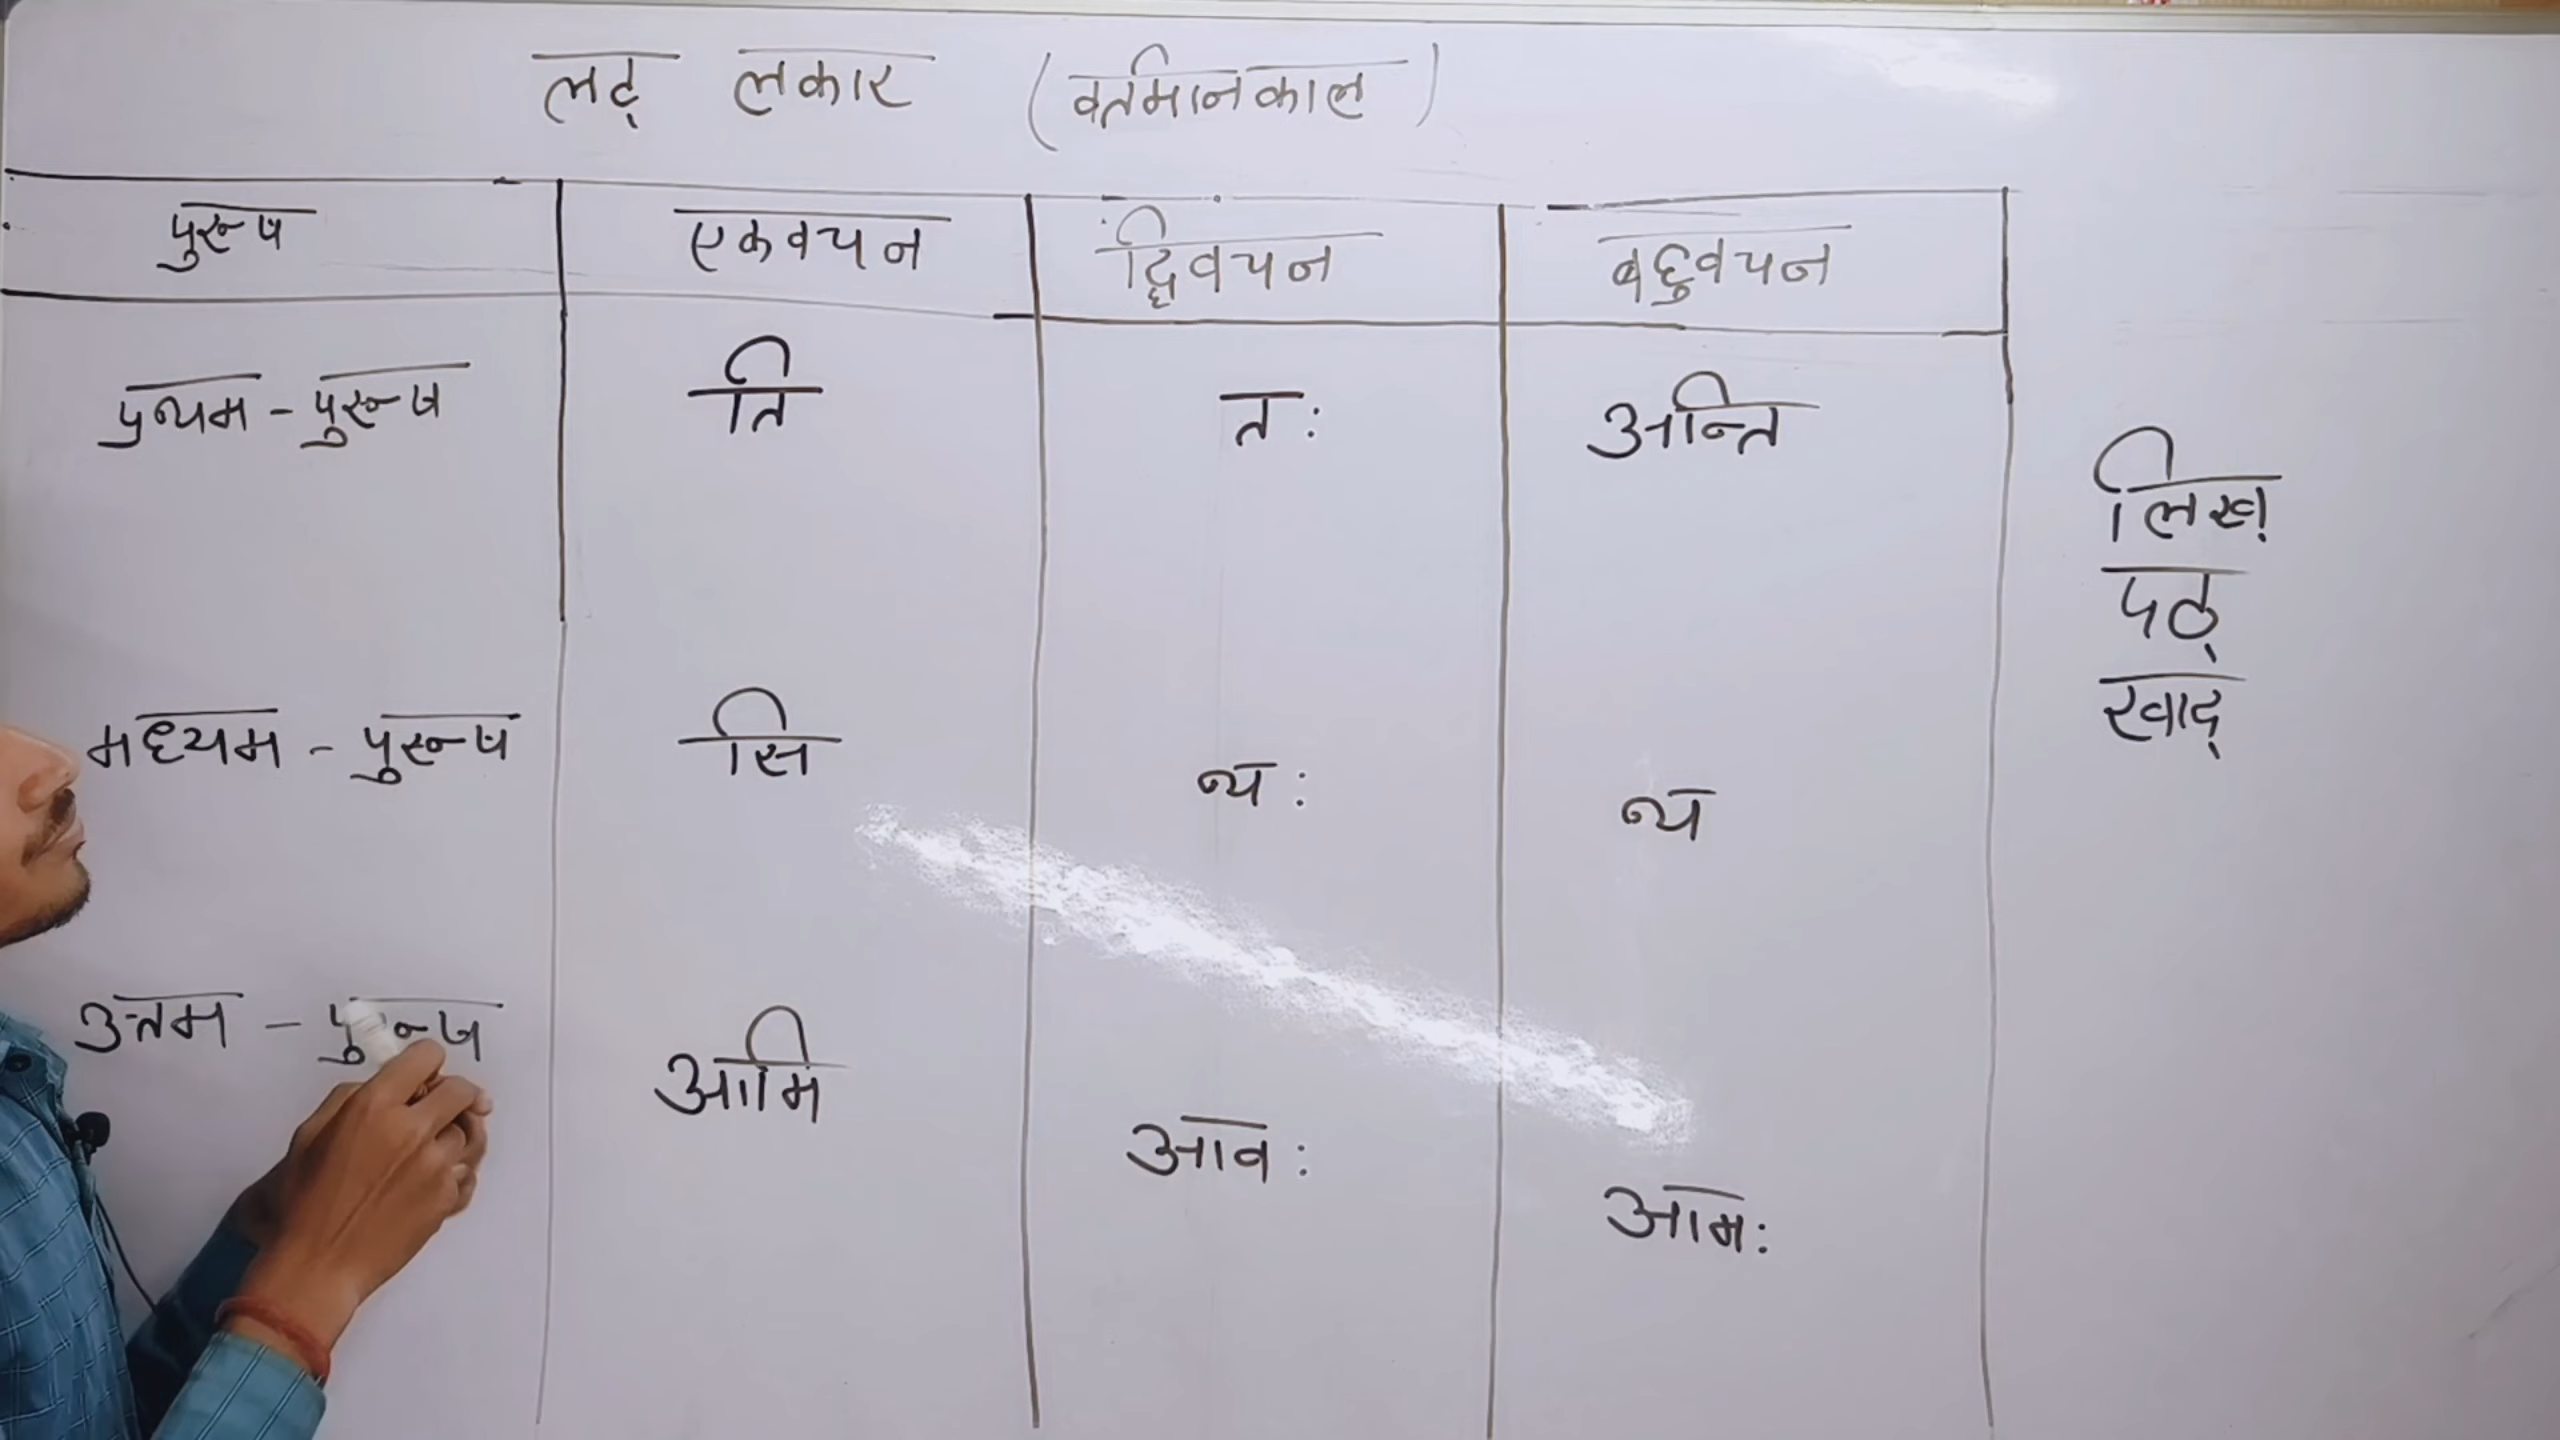 लट् लकार (वर्तमानकाल)
पुरूष एकवचन द्विवचन बहुवचन
प्रथम - पुरूष ति त: अन्ति
मध्यम - पुरूष सि थ: थ
उत्तम - पुरूष आमि आव: आम:
लिख्
पठ्
खाद्